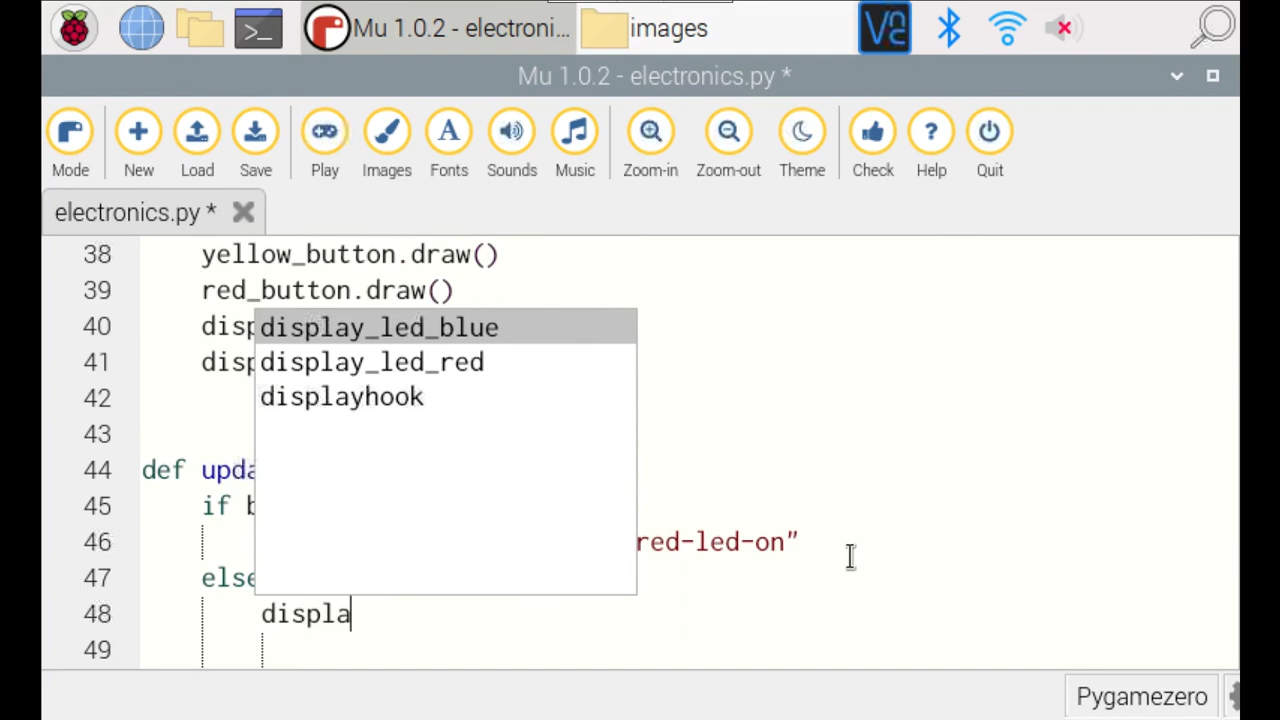 Mu 1.0.2 - electroni...
images
Mu 1.0.2 - electronics.py *
Mode
New
Load
Save
Play
Images
Fonts
Sounds
Music
Zoom-in
Zoom-out
Theme
Check
Help
Quit
electronics.py *
38 yellow_button.draw()
39 red_button.draw()
40 disp
41 disp
display_led_blue
display_led_red
displayhook
42
43
44 def upda
45 if b
46 red-led-on"
47 else
48 displa
49
Pygamezero